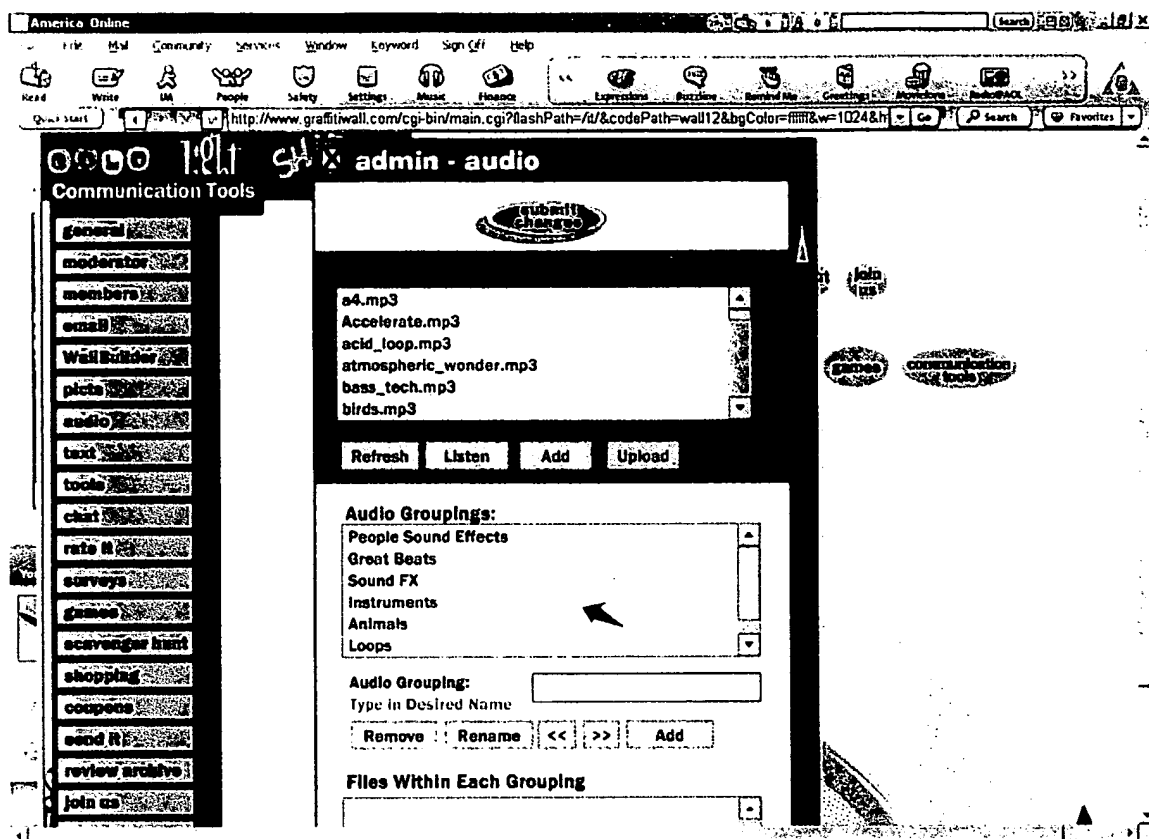 America Online
Search
File Mail Community Services Window Keyword Sign Off Help
Read Write IM People Safety Settings Music Finance Expressions Buzzline Remind Me Greetings Radio@AOL
Quick Start http://www.graffitiwall.com/cgi-bin/main.cgi?flashPath=/it/&codePath=wall12&bgColor=ffffff&w=1024&h Go Search Favorites
admin - audio
Communication Tools
submit changes
general
moderator
members
email
WallBuilder
picts
audio
text
tools
chat
rate it
surveys
games
scavenger hunt
shopping
coupons
send it
review archive
join us
a4.mp3
Accelerate.mp3
acid_loop.mp3
atmospheric_wonder.mp3
bass_tech.mp3
birds.mp3
Refresh Listen Add Upload
Audio Groupings:
People Sound Effects
Great Beats
Sound FX
Instruments
Animals
Loops
Audio Grouping:
Type in Desired Name
Remove Rename << >> Add
Files Within Each Grouping
join us
games
communication tools